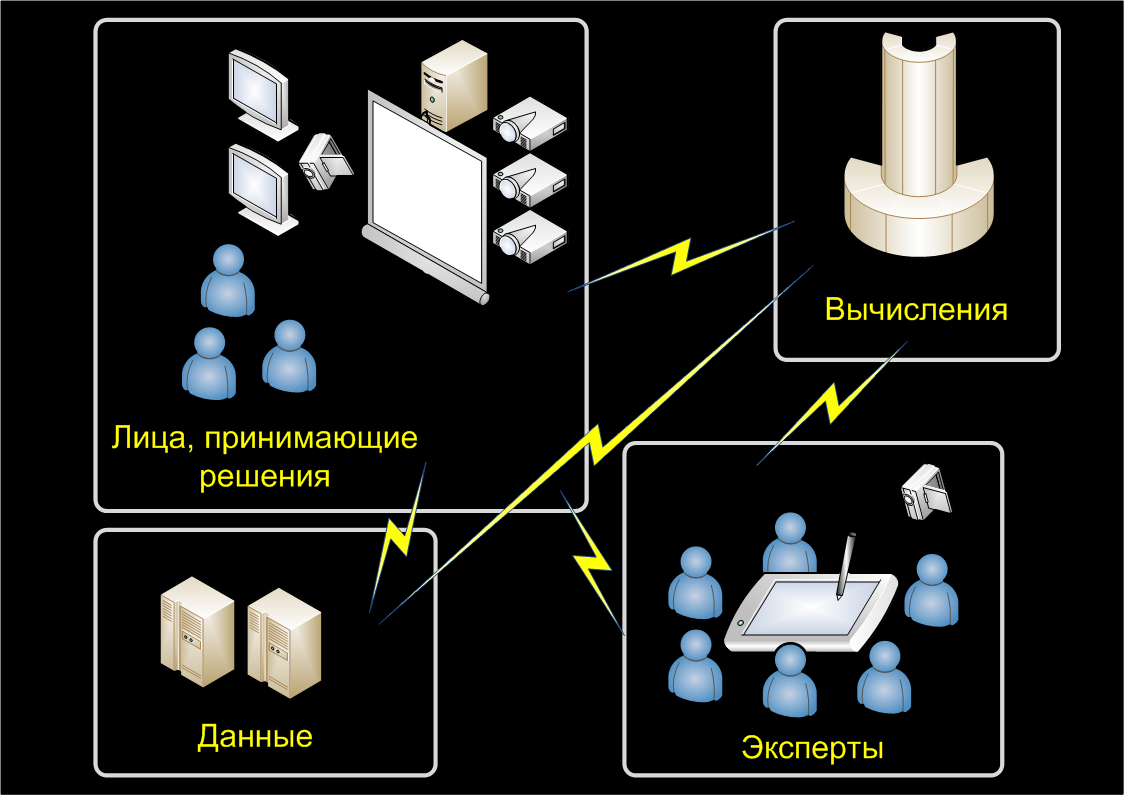 Вычисления
Лица, принимающие
решения
Данные
Эксперты